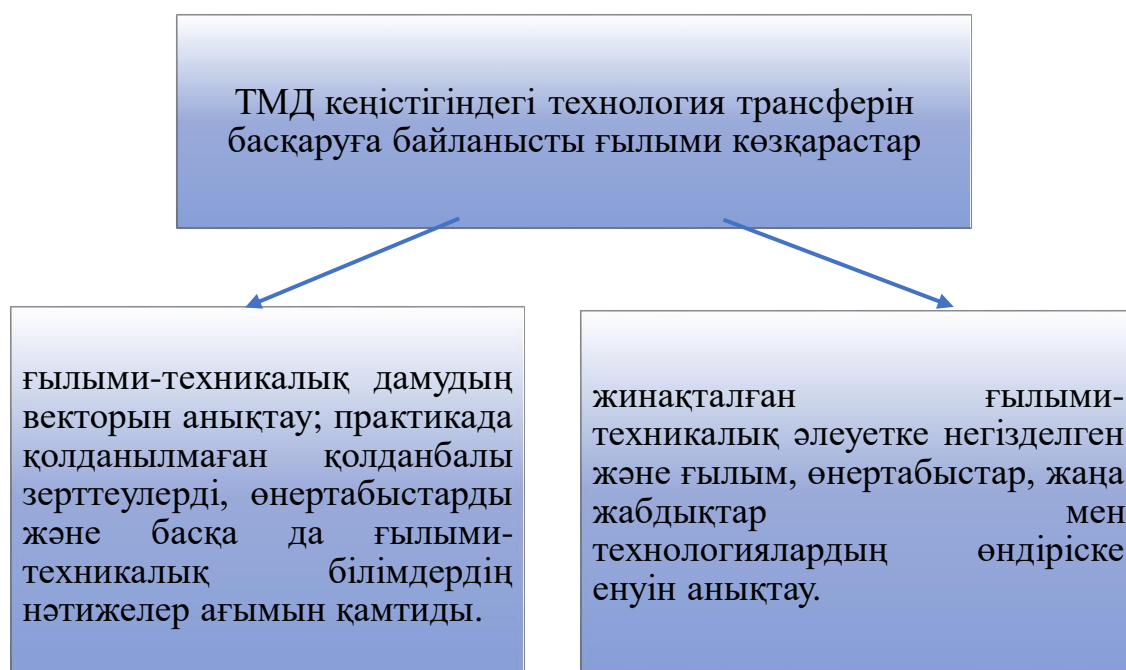 ТМД кеңістігіндегі технология трансферін
басқаруға байланысты ғылыми көзқарастар
ғылыми-техникалық дамудың
векторын анықтау; практикада
қолданылмаған қолданбалы
зерттеулерді, өнертабыстарды
және басқа да ғылыми-
техникалық білімдердің
нәтижелер ағымын қамтиды.
жинақталған ғылыми-
техникалық әлеуетке негізделген
және ғылым, өнертабыстар, жаңа
жабдықтар мен
технологиялардың өндіріске
енуін анықтау.